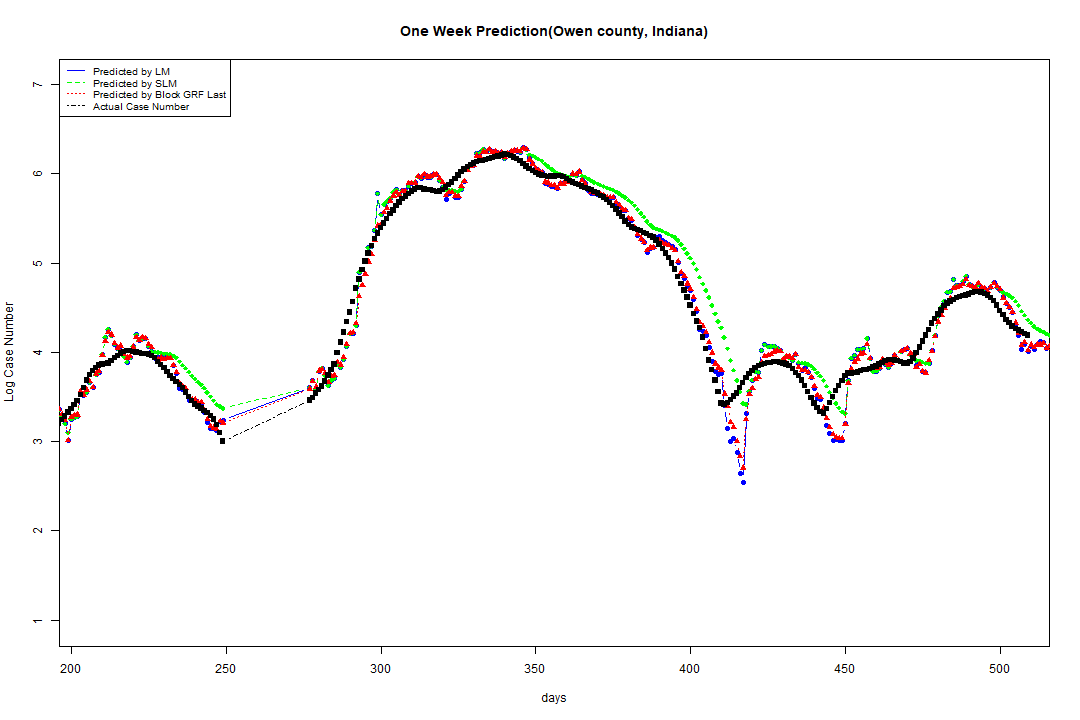 One Week Prediction(Owen county, Indiana)
Predicted by LM
Predicted by SLM
Predicted by Block GRF Last
Actual Case Number
Log Case Number
7
6
5
4
3
2
1
200 250 300 350 400 450 500
days